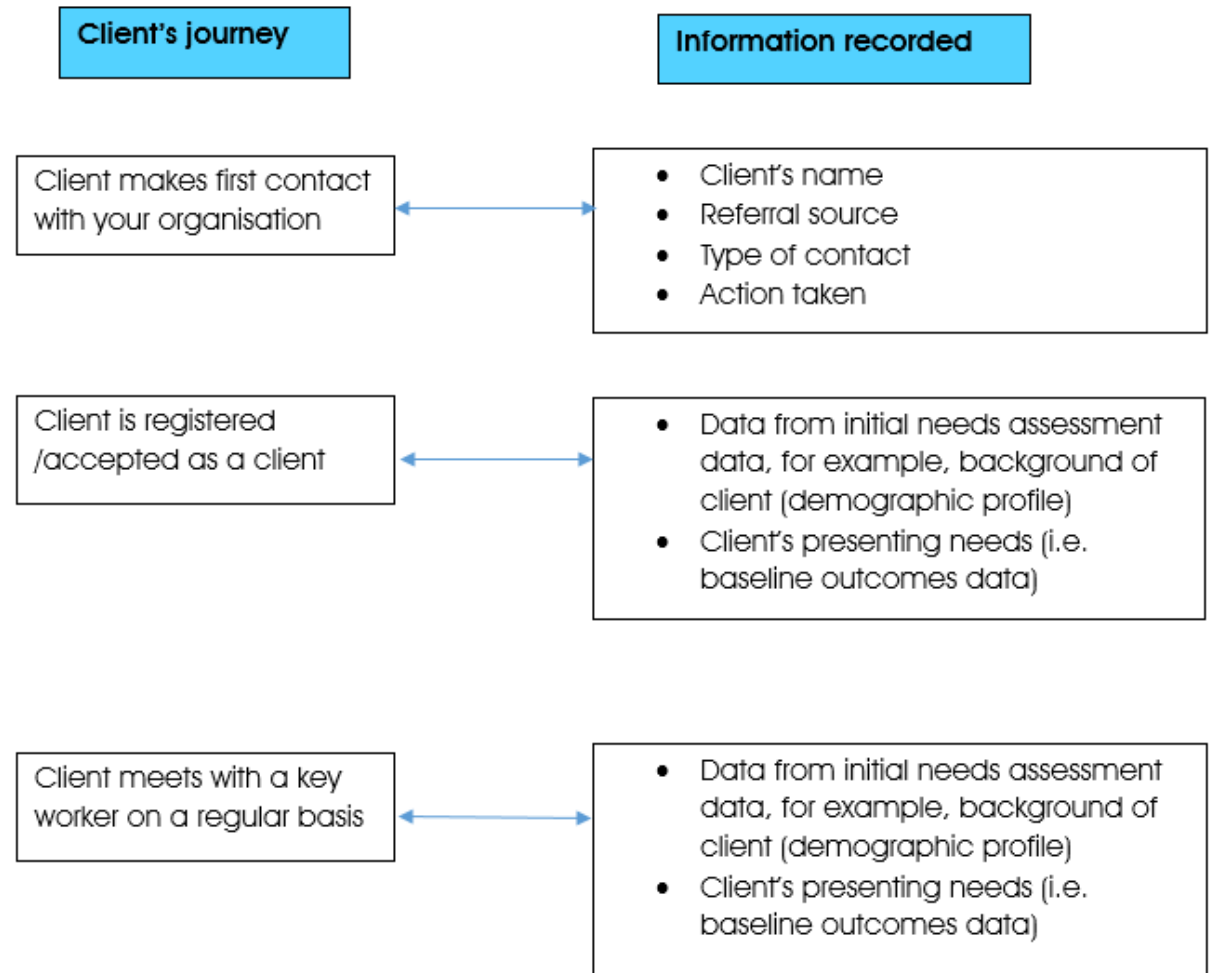 Client's journey
Information recorded
Client makes first contact
with your organisation
• Client's name
• Referral source
• Type of contact
• Action taken
Client is registered
/accepted as a client
• Data from initial needs assessment
data, for example, background of
client (demographic profile)
• Client's presenting needs (i.e.
baseline outcomes data)
Client meets with a key
worker on a regular basis
• Data from initial needs assessment
data, for example, background of
client (demographic profile)
• Client's presenting needs (i.e.
baseline outcomes data)